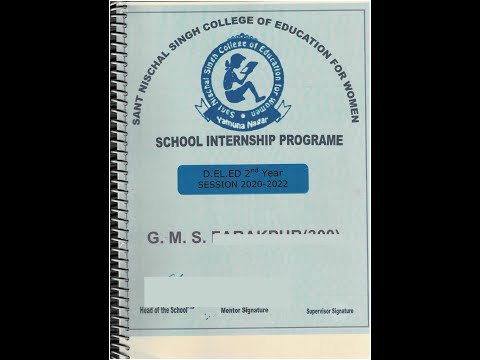 SANT NISCHAL SINGH COLLEGE OF EDUCATION FOR WOMEN
Sant Nischal Singh College of Education for Women
Yamuna Nagar
SCHOOL INTERNSHIP PROGRAME
D.EL.ED 2nd Year
SESSION 2020-2022
G. M. S.
Head of the School
Mentor Signature
Supervisor Signature